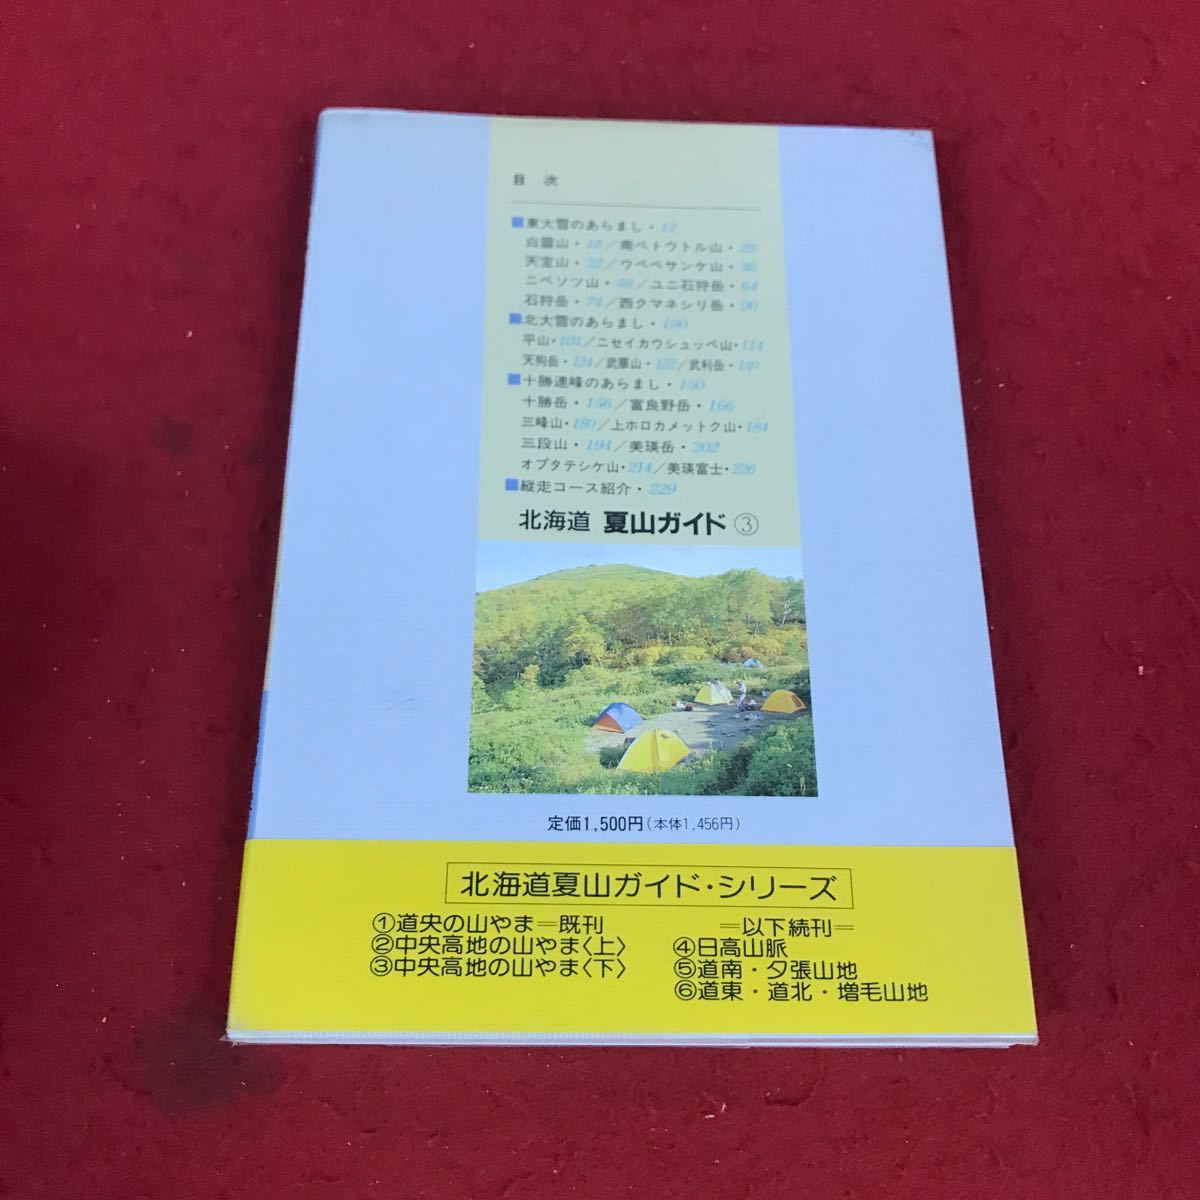 目 次
■東大雪のあらまし・12
白雲山・18／南ペトウトル山・28
天宝山・32／ウペペサンケ山・36
ニペソツ山・48／ユニ石狩岳・64
石狩岳・74／西クマネシリ岳・90
■北大雪のあらまし・100
平山・104／ニセイカウシュッペ山・114
天狗岳・124／武華山・132／武利岳・140
■十勝連峰のあらまし・150
十勝岳・156／富良野岳・166
三峰山・180／上ホロカメットク山・184
三段山・194／美瑛岳・202
オプタテシケ山・214／美瑛富士・226
■縦走コース紹介・229
北海道 夏山ガイド③
定価1,500円(本体1,456円)
北海道夏山ガイド・シリーズ
①道央の山やま＝既刊
②中央高地の山やま〈上〉
③中央高地の山やま〈下〉
＝以下続刊＝
④日高山脈
⑤道南・夕張山地
⑥道東・道北・増毛山地